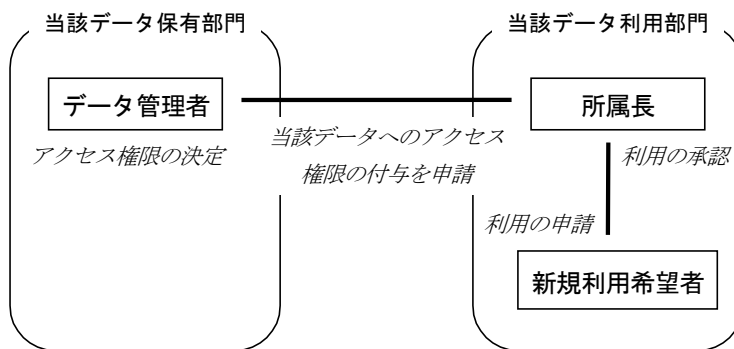 当該データ保有部門
当該データ利用部門
データ管理者
所属長
アクセス権限の決定
当該データへのアクセス
権限の付与を申請
利用の承認
利用の申請
新規利用希望者